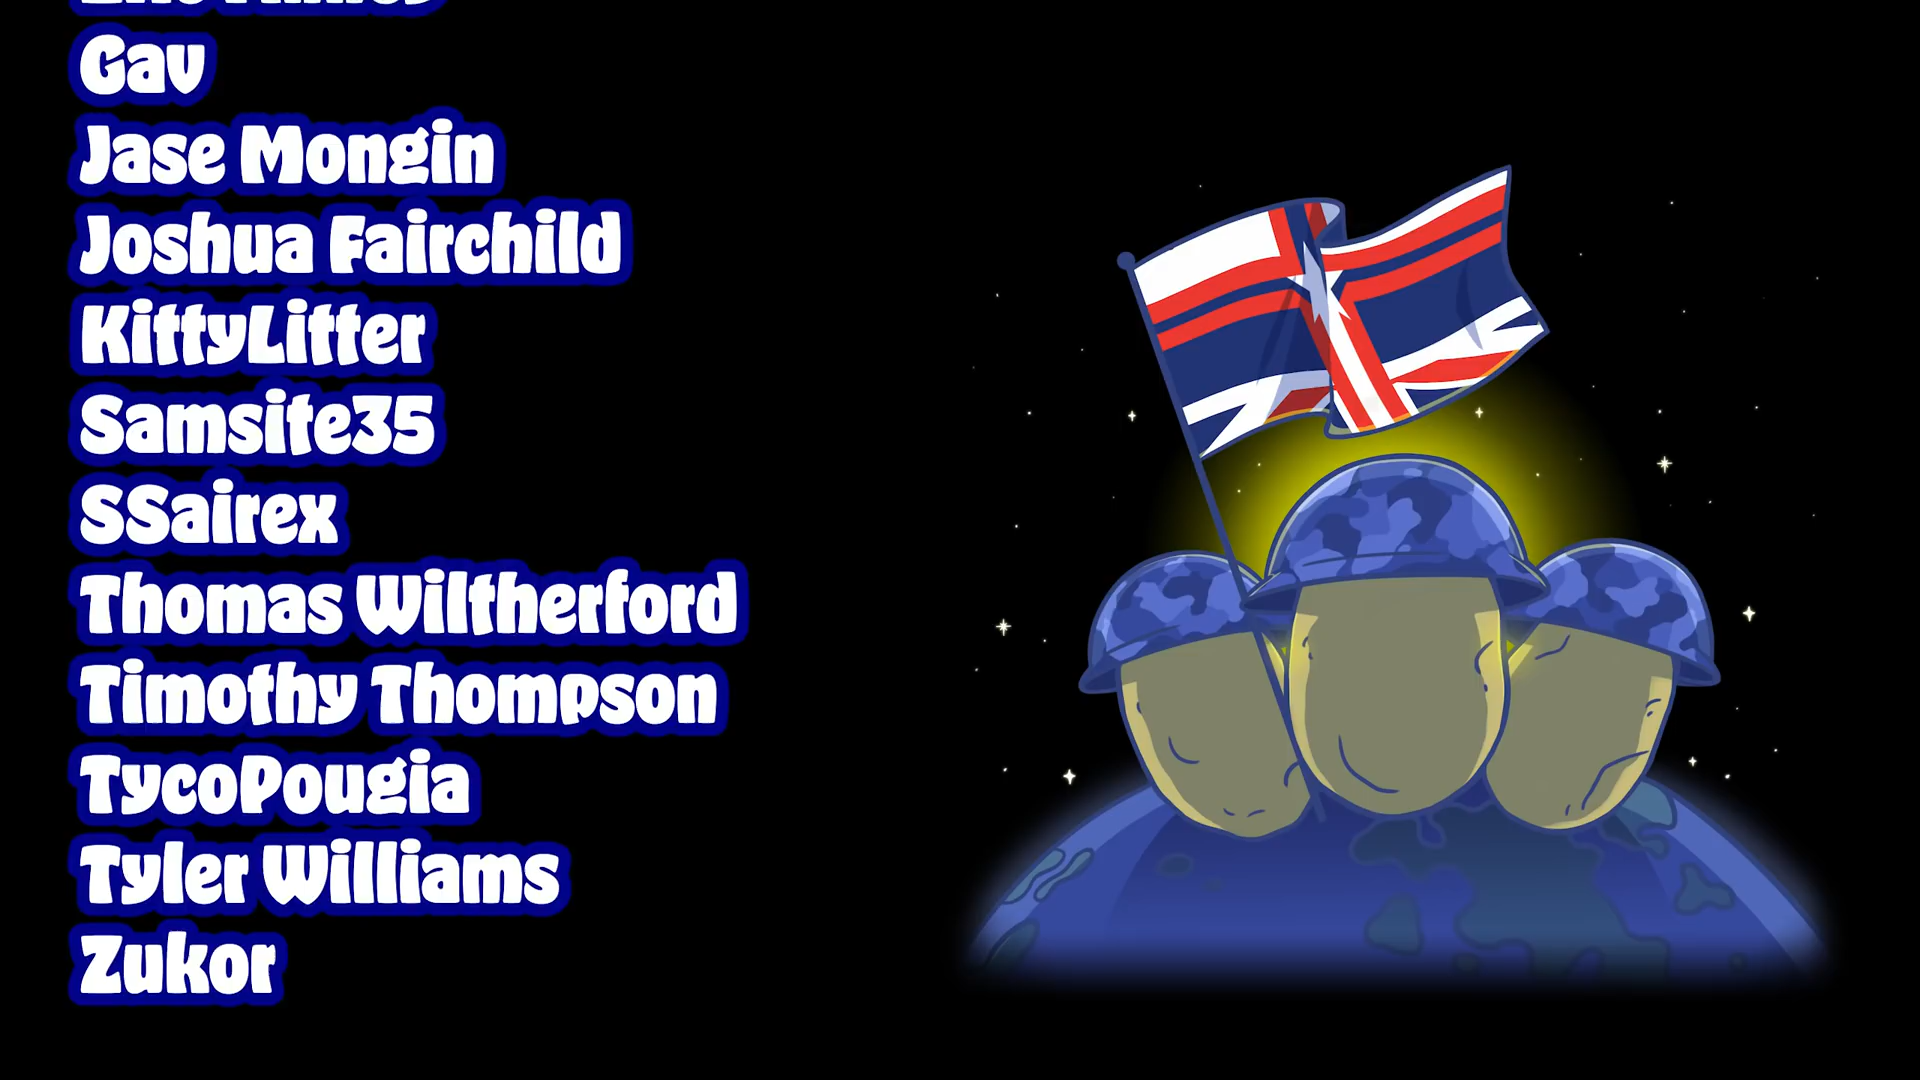 Gav
Jase Mongin
Joshua Fairchild
KittyLitter
Samsite35
SSairex
Thomas Wiltherford
Timothy Thompson
TycoPougia
Tyler Williams
Zukor